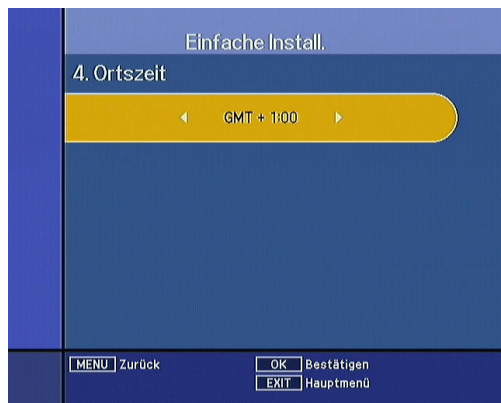 Einfache Install.
4. Ortszeit
GMT + 1:00
MENU Zurück
OK Bestätigen
EXIT Hauptmenü